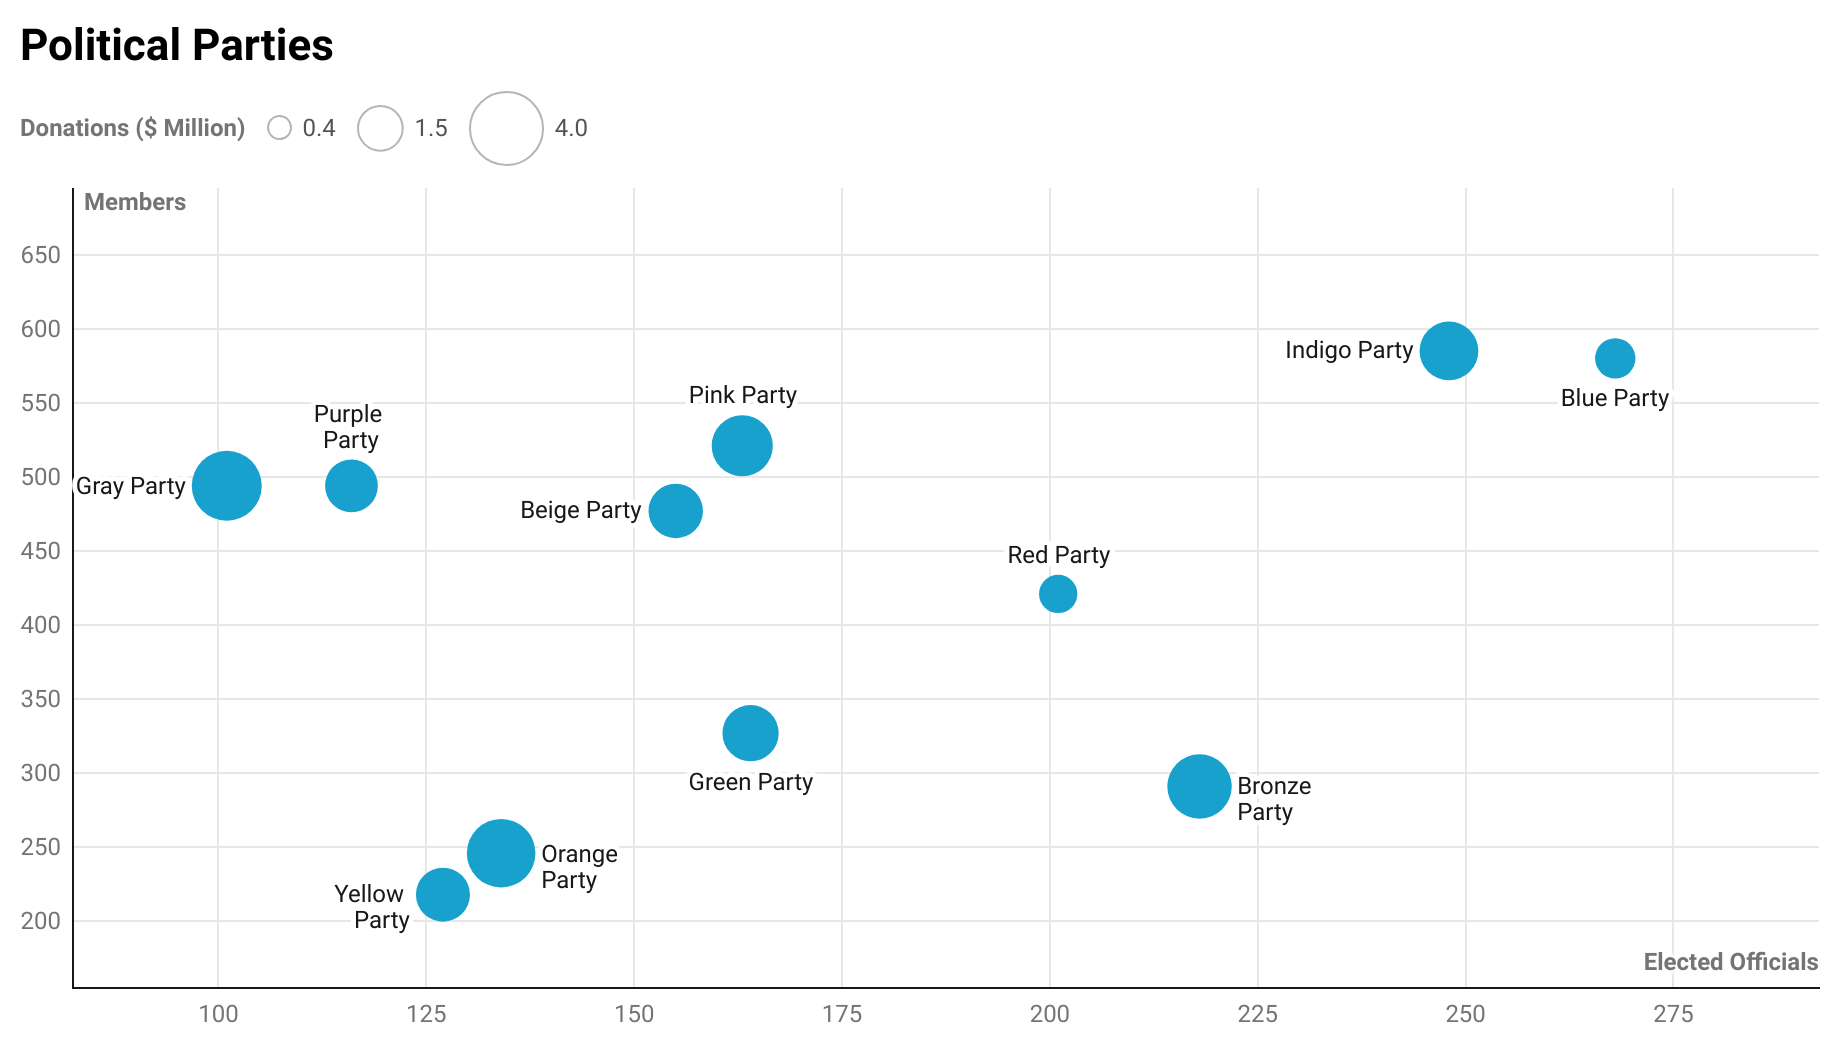 Political Parties
Donations ($ Million) 0.4 1.5 4.0
Members
650
600
550
500
450
400
350
300
250
200
Indigo Party
Blue Party
Pink Party
Purple
Party
Gray Party
Beige Party
Red Party
Green Party
Bronze
Party
Orange
Party
Yellow
Party
Elected Officials
100 125 150 175 200 225 250 275